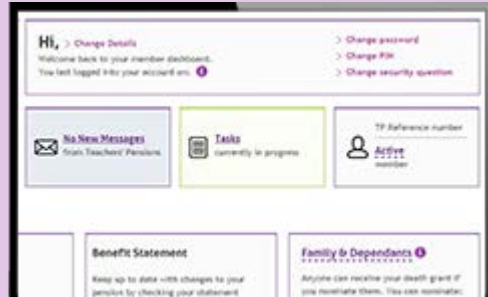 Hi, > Change Details
Welcome back to your member dashboard.
You last logged into your account on:
> Change password
> Change PIN
> Change security question
No New Messages
from Teachers' Pensions
Tasks
currently in progress
TP Reference number
Active
member
Benefit Statement
Keep up to date with changes to your
pension by checking your statement
Family & Dependants
Anyone can receive your death grant if
you nominate them. You can nominate: